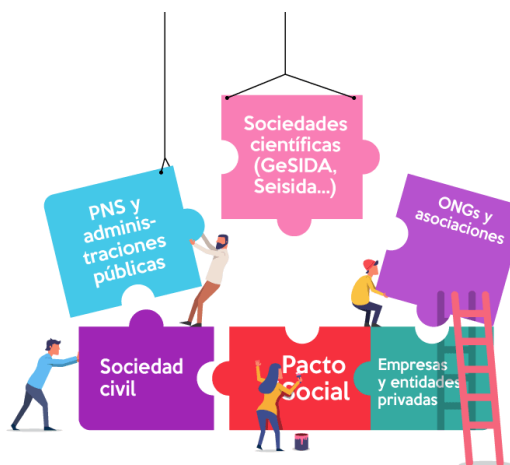 Sociedades
científicas
(GeSIDA,
Seisida...)
PNS y
adminis-
traciones
públicas
ONGs y
asociaciones
Sociedad
civil
Pacto
Social
Empresas
y entidades
privadas